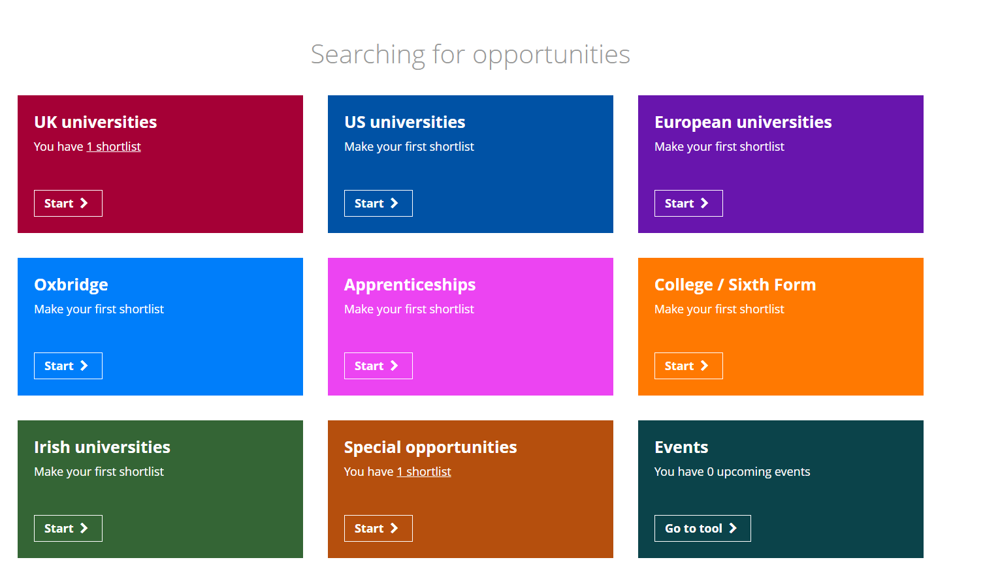 Searching for opportunities
UK universities
You have 1 shortlist
Start
US universities
Make your first shortlist
Start
European universities
Make your first shortlist
Start
Oxbridge
Make your first shortlist
Start
Apprenticeships
Make your first shortlist
Start
College / Sixth Form
Make your first shortlist
Start
Irish universities
Make your first shortlist
Start
Special opportunities
You have 1 shortlist
Start
Events
You have 0 upcoming events
Go to tool